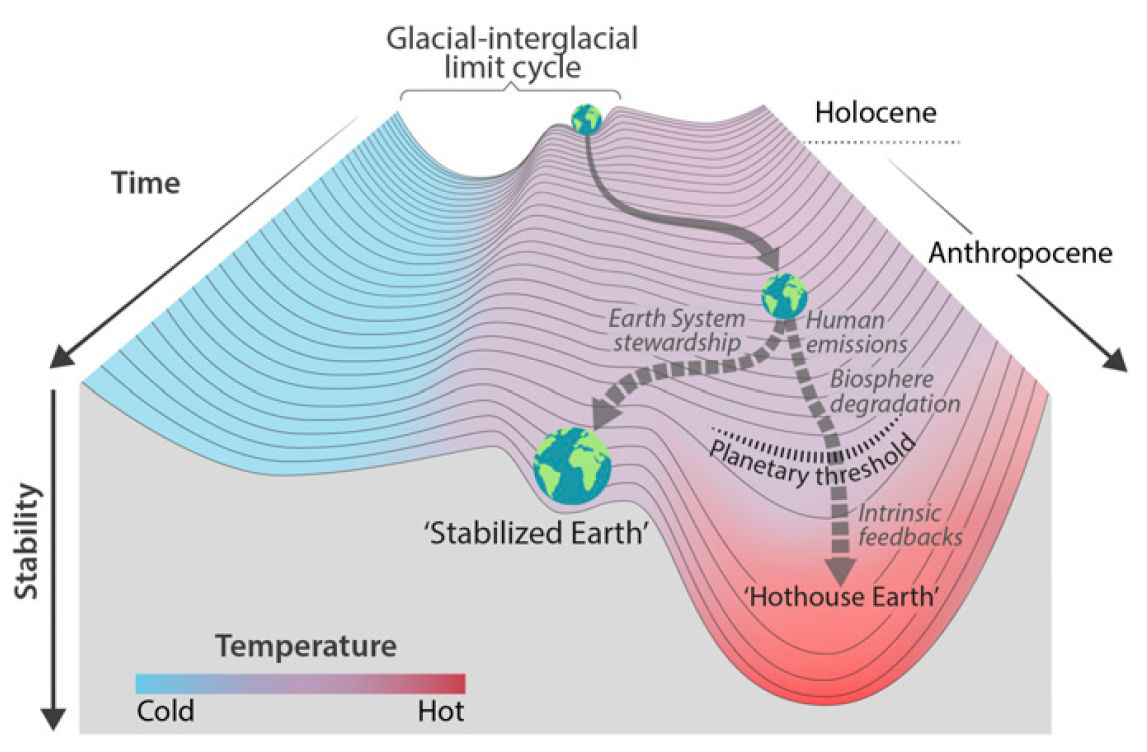 Glacial-interglacial
limit cycle
Holocene
Time
Anthropocene
Earth System
stewardship
Human
emissions
Biosphere
degradation
Planetary threshold
Stability
Intrinsic
feedbacks
'Stabilized Earth'
'Hothouse Earth'
Temperature
Cold
Hot